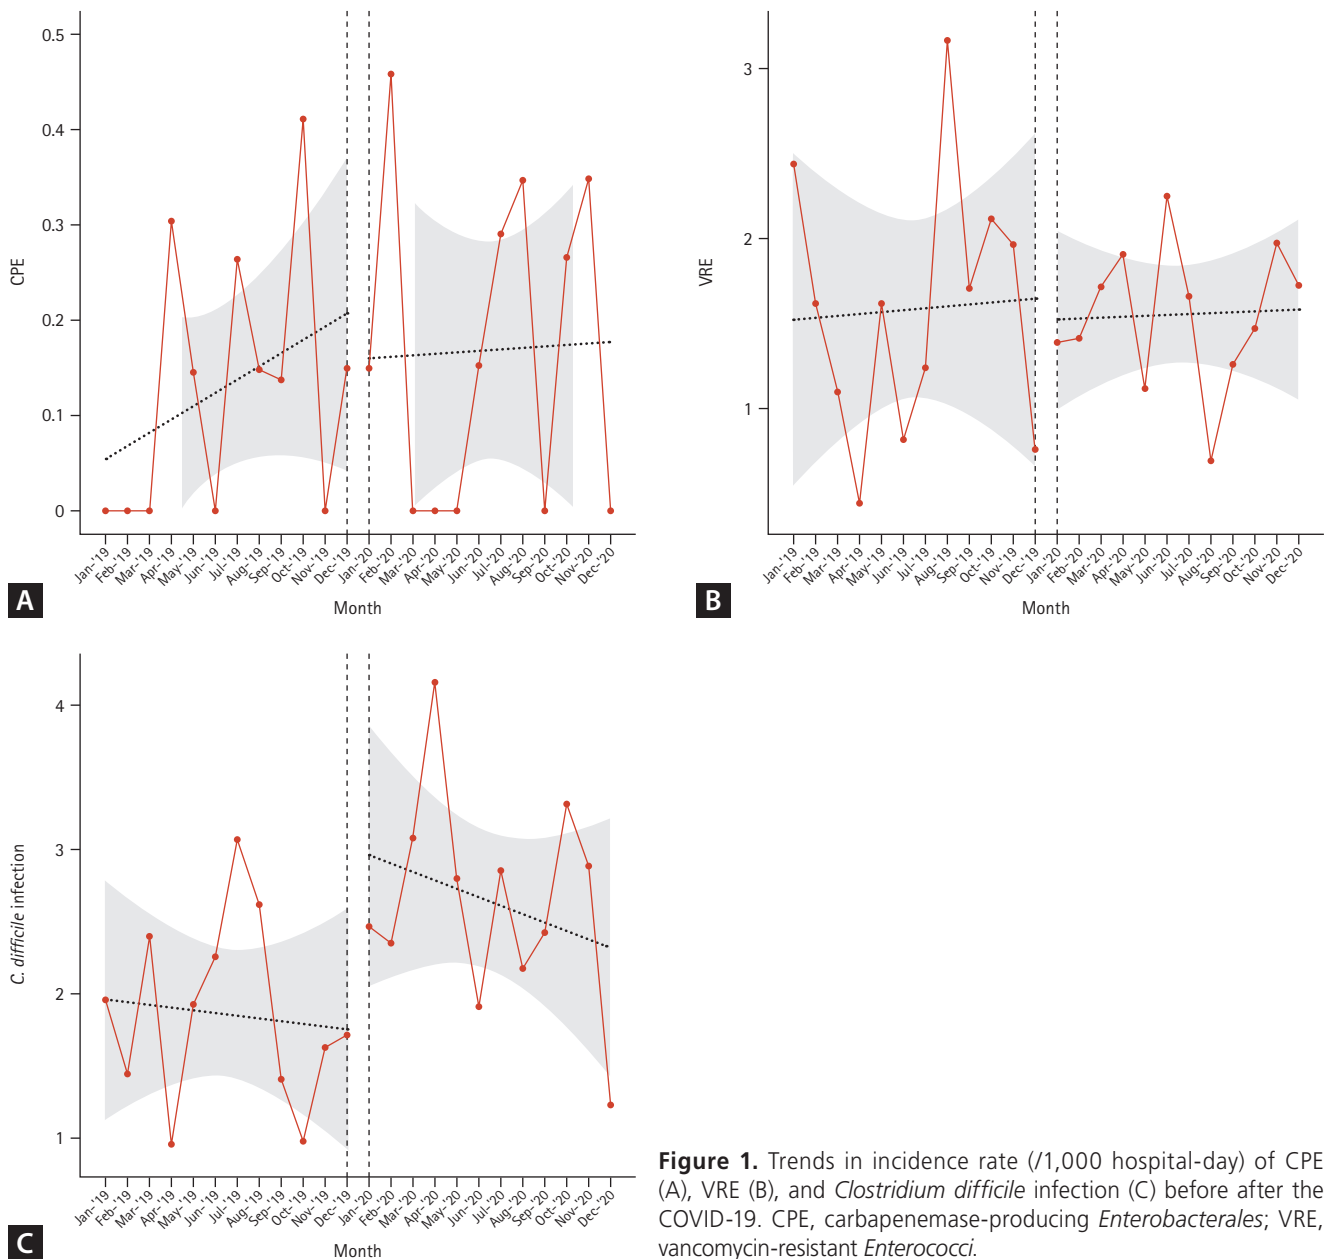 0.5
0.4
0.3
0.2
0.1
0
CPE
Jan-'19
Feb-'19
Mar-'19
Apr-'19
May-'19
Jun-'19
Jul-'19
Aug-'19
Sep-'19
Oct-'19
Nov-'19
Dec-'19
Jan-'20
Feb-'20
Mar-'20
Apr-'20
May-'20
Jun-'20
Jul-'20
Aug-'20
Sep-'20
Oct-'20
Nov-'20
Dec-'20
Month
A
3
2
1
VRE
Jan-'19
Feb-'19
Mar-'19
Apr-'19
May-'19
Jun-'19
Jul-'19
Aug-'19
Sep-'19
Oct-'19
Nov-'19
Dec-'19
Jan-'20
Feb-'20
Mar-'20
Apr-'20
May-'20
Jun-'20
Jul-'20
Aug-'20
Sep-'20
Oct-'20
Nov-'20
Dec-'20
Month
B
4
3
2
1
C. difficile infection
Jan-'19
Feb-'19
Mar-'19
Apr-'19
May-'19
Jun-'19
Jul-'19
Aug-'19
Sep-'19
Oct-'19
Nov-'19
Dec-'19
Jan-'20
Feb-'20
Mar-'20
Apr-'20
May-'20
Jun-'20
Jul-'20
Aug-'20
Sep-'20
Oct-'20
Nov-'20
Dec-'20
Month
C
Figure 1. Trends in incidence rate (/1,000 hospital-day) of CPE
(A), VRE (B), and Clostridium difficile infection (C) before after the
COVID-19. CPE, carbapenemase-producing Enterobacterales; VRE,
vancomycin-resistant Enterococci.